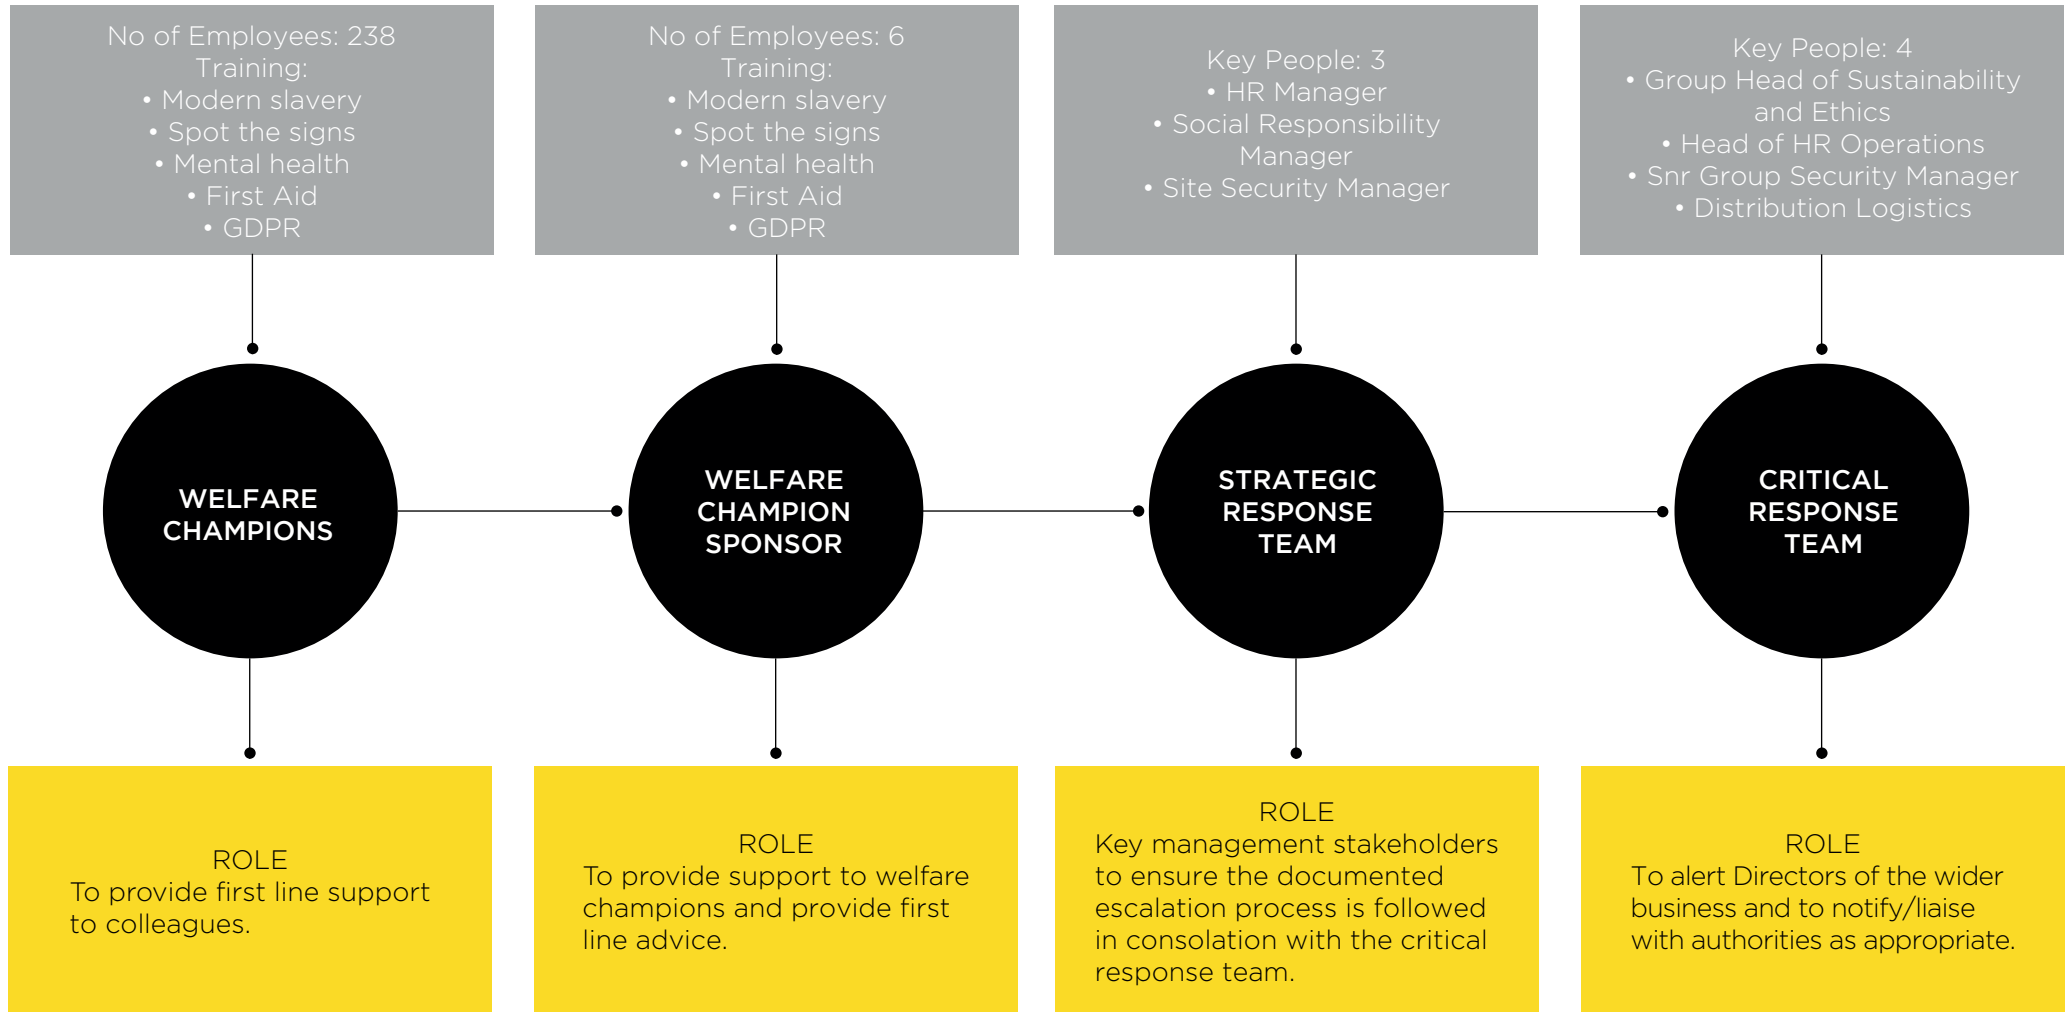 No of Employees: 238
Training:
• Modern slavery
• Spot the signs
• Mental health
• First Aid
• GDPR
No of Employees: 6
Training:
• Modern slavery
• Spot the signs
• Mental health
• First Aid
• GDPR
Key People: 3
• HR Manager
• Social Responsibility
Manager
• Site Security Manager
Key People: 4
• Group Head of Sustainability
and Ethics
• Head of HR Operations
• Snr Group Security Manager
• Distribution Logistics
WELFARE
CHAMPIONS
WELFARE
CHAMPION
SPONSOR
STRATEGIC
RESPONSE
TEAM
CRITICAL
RESPONSE
TEAM
ROLE
To provide first line support
to colleagues.
ROLE
To provide support to welfare
champions and provide first
line advice.
ROLE
Key management stakeholders
to ensure the documented
escalation process is followed
in consolation with the critical
response team.
ROLE
To alert Directors of the wider
business and to notify/liaise
with authorities as appropriate.